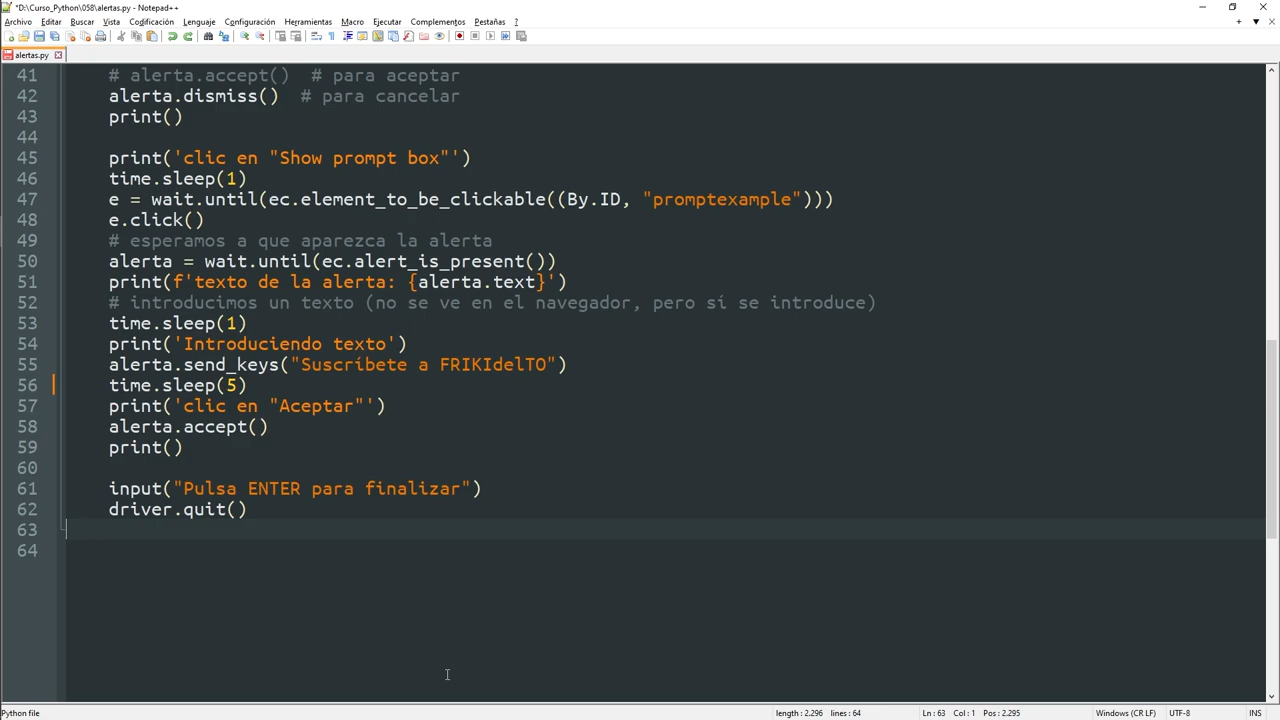 *D:\Curso_Python\058\alertas.py - Notepad++
Archivo Editar Buscar Vista Codificación Lenguaje Configuración Herramientas Macro Ejecutar Complementos Pestañas ?
alertas.py
41 # alerta.accept()  # para aceptar
42 alerta.dismiss()  # para cancelar
43 print()
44
45 print('clic en "Show prompt box"')
46 time.sleep(1)
47 e = wait.until(ec.element_to_be_clickable((By.ID, "promptexample")))
48 e.click()
49 # esperamos a que aparezca la alerta
50 alerta = wait.until(ec.alert_is_present())
51 print(f'texto de la alerta: {alerta.text}')
52 # introducimos un texto (no se ve en el navegador, pero sí se introduce)
53 time.sleep(1)
54 print('Introduciendo texto')
55 alerta.send_keys("Suscríbete a FRIKIdelTO")
56 time.sleep(5)
57 print('clic en "Aceptar"')
58 alerta.accept()
59 print()
60
61 input("Pulsa ENTER para finalizar")
62 driver.quit()
63
64
Python file length : 2.296 lines : 64 Ln : 63 Col : 1 Pos : 2.295 Windows (CR LF) UTF-8 INS